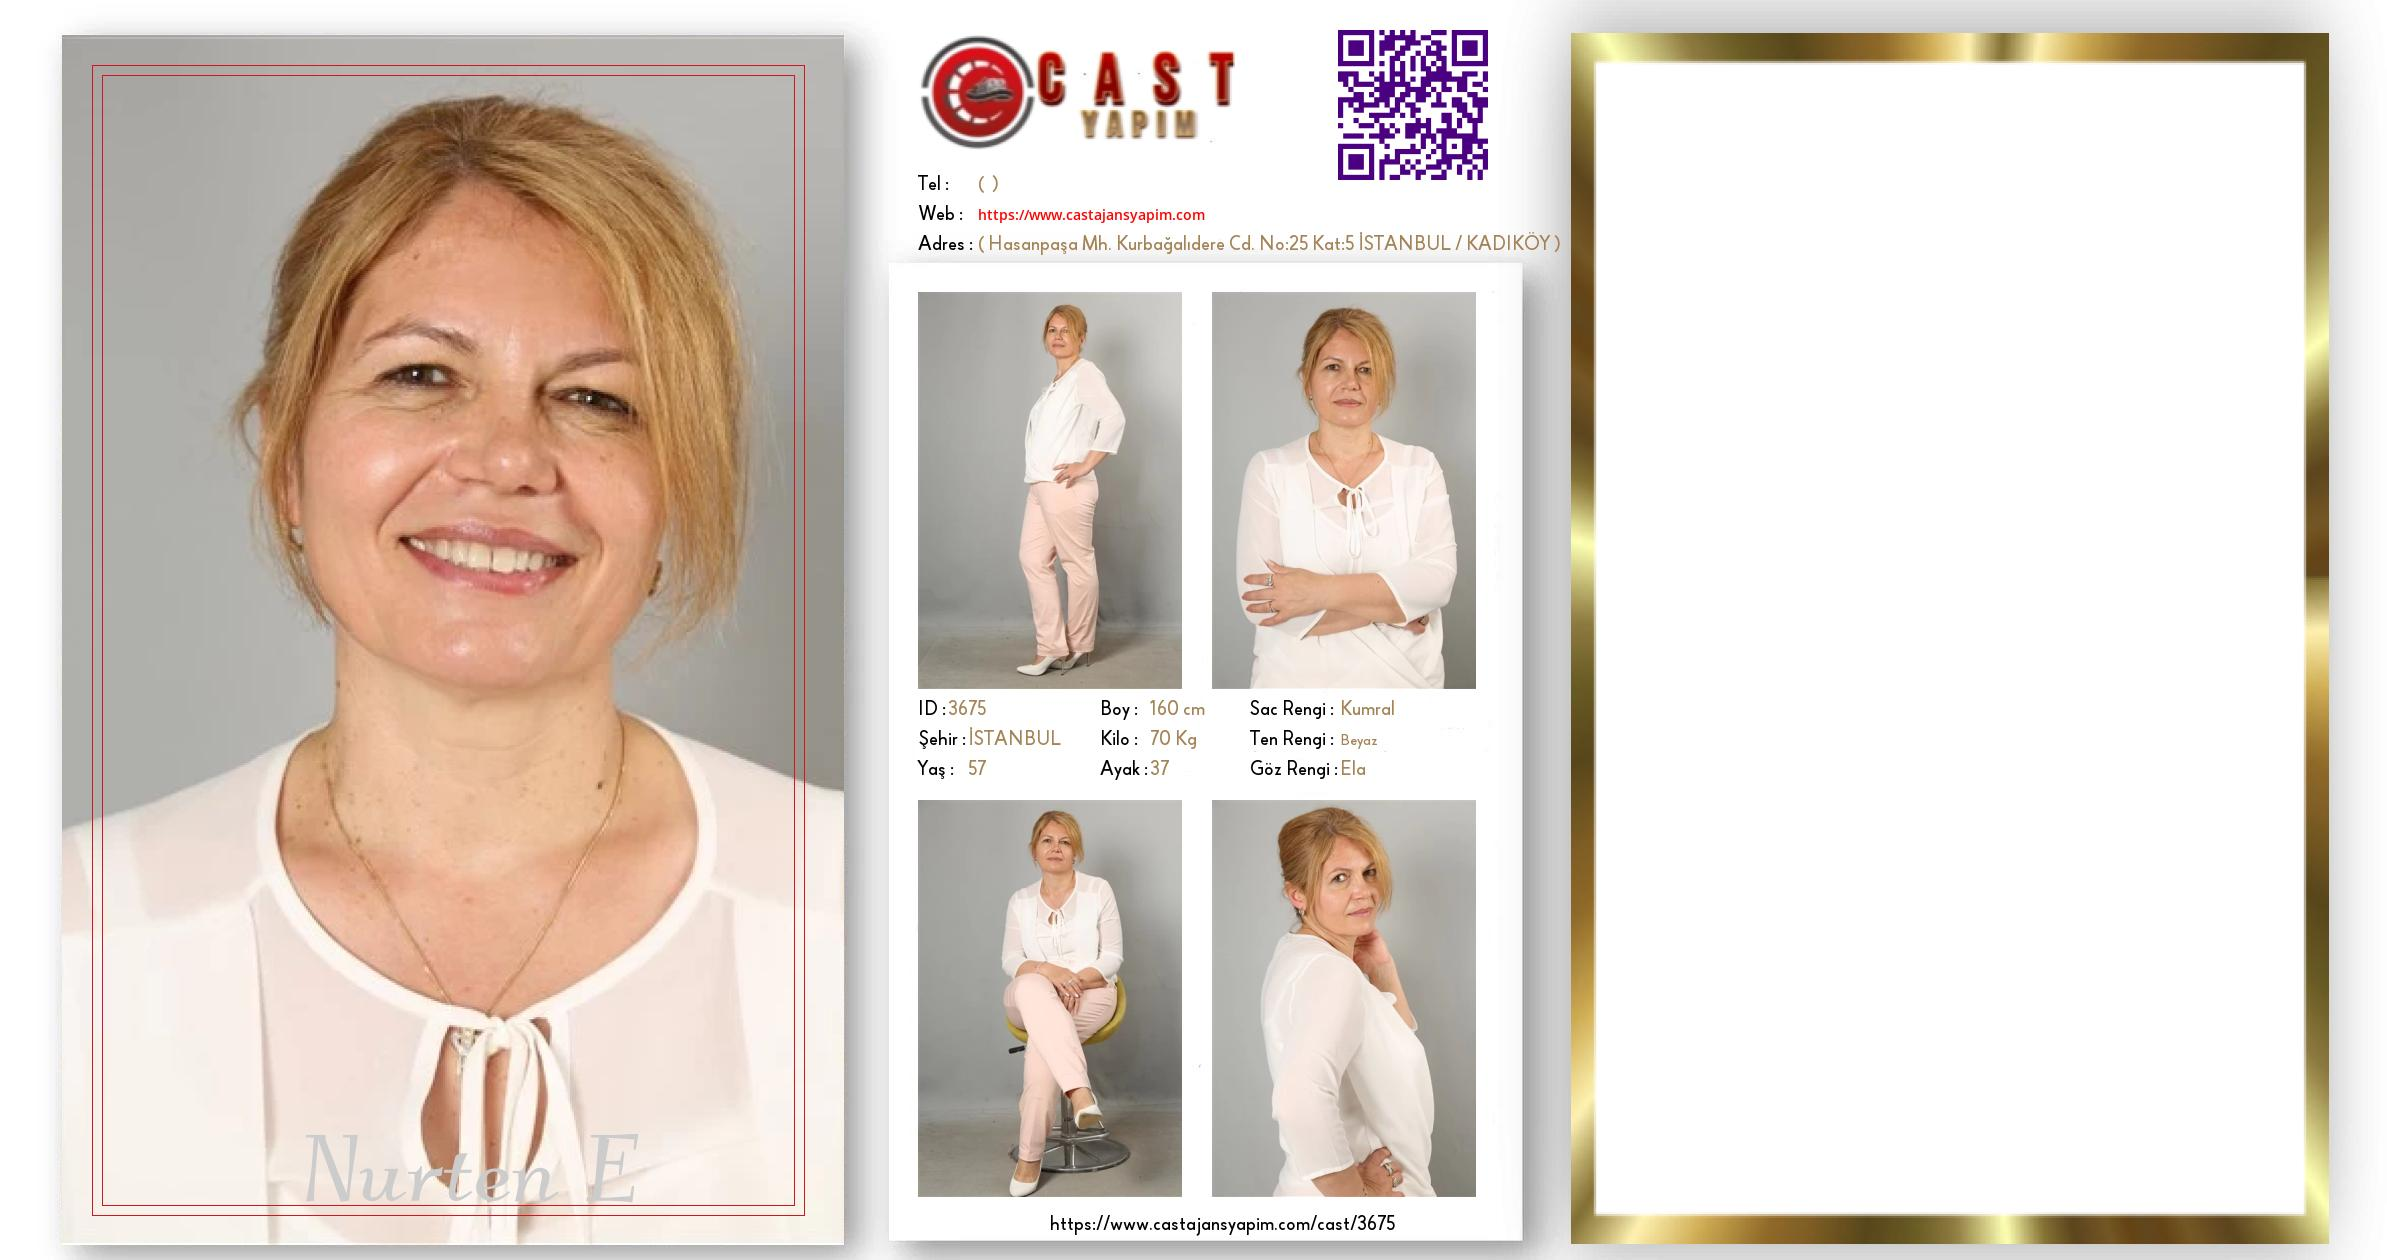 Nurten E
CAST
YAPIM
Tel : ( )
Web : https://www.castajansyapim.com
Adres : ( Hasanpaşa Mh. Kurbağalıdere Cd. No:25 Kat:5 İSTANBUL / KADIKÖY )
ID : 3675 Boy : 160 cm Sac Rengi : Kumral
Şehir : İSTANBUL Kilo : 70 Kg Ten Rengi : Beyaz
Yaş : 57 Ayak : 37 Göz Rengi : Ela
https://www.castajansyapim.com/cast/3675